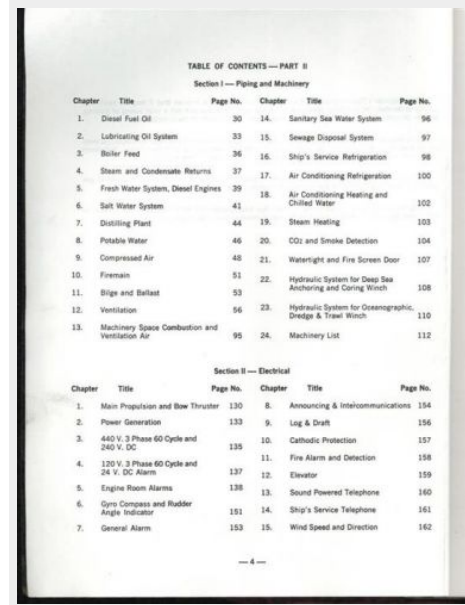 TABLE OF CONTENTS — PART II
Section I — Piping and Machinery
Chapter Title Page No.
1. Diesel Fuel Oil 30
2. Lubricating Oil System 33
3. Boiler Feed 36
4. Steam and Condensate Returns 37
5. Fresh Water System, Diesel Engines 39
6. Salt Water System 41
7. Distilling Plant 44
8. Potable Water 46
9. Compressed Air 48
10. Firemain 51
11. Bilge and Ballast 53
12. Ventilation 56
13. Machinery Space Combustion and
Ventilation Air 95
Chapter Title Page No.
14. Sanitary Sea Water System 96
15. Sewage Disposal System 97
16. Ship's Service Refrigeration 98
17. Air Conditioning Refrigeration 100
18. Air Conditioning Heating and
Chilled Water 102
19. Steam Heating 103
20. CO2 and Smoke Detection 104
21. Watertight and Fire Screen Door 107
22. Hydraulic System for Deep Sea
Anchoring and Coring Winch 108
23. Hydraulic System for Oceanographic,
Dredge & Trawl Winch 110
24. Machinery List 112
Section II — Electrical
Chapter Title Page No.
1. Main Propulsion and Bow Thruster 130
2. Power Generation 133
3. 440 V. 3 Phase 60 Cycle and
240 V. DC 135
4. 120 V. 3 Phase 60 Cycle and
24 V. DC Alarm 137
5. Engine Room Alarms 138
6. Gyro Compass and Rudder
Angle Indicator 151
7. General Alarm 153
Chapter Title Page No.
8. Announcing & Intercommunications 154
9. Log & Draft 156
10. Cathodic Protection 157
11. Fire Alarm and Detection 158
12. Elevator 159
13. Sound Powered Telephone 160
14. Ship's Service Telephone 161
15. Wind Speed and Direction 162
— 4 —